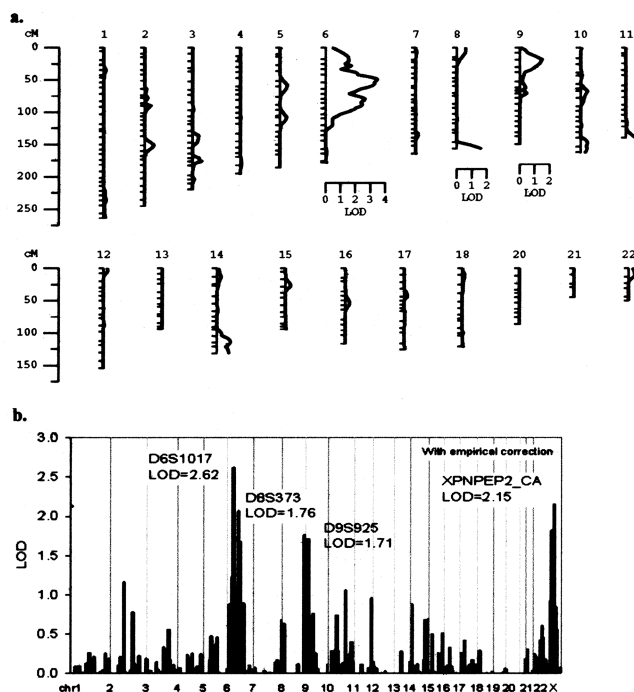 a.
cM 1 2 3 4 5 6 7 8 9 10 11
0
50
100
150
200
250
0 1 2 3 4
LOD
0 1 2
LOD
0 1 2
LOD
cM 12 13 14 15 16 17 18 20 21 22
0
50
100
150
b.
3.0
2.5
2.0
1.5
1.0
0.5
0.0
LOD
With empirical correction
D6S1017
LOD=2.62
D8S373
LOD=1.76
D9S925
LOD=1.71
XPNPEP2_CA
LOD=2.15
chr1 2 3 4 5 6 7 8 9 10 11 12 13 14 15 16 17 18 19 20 21 22 X